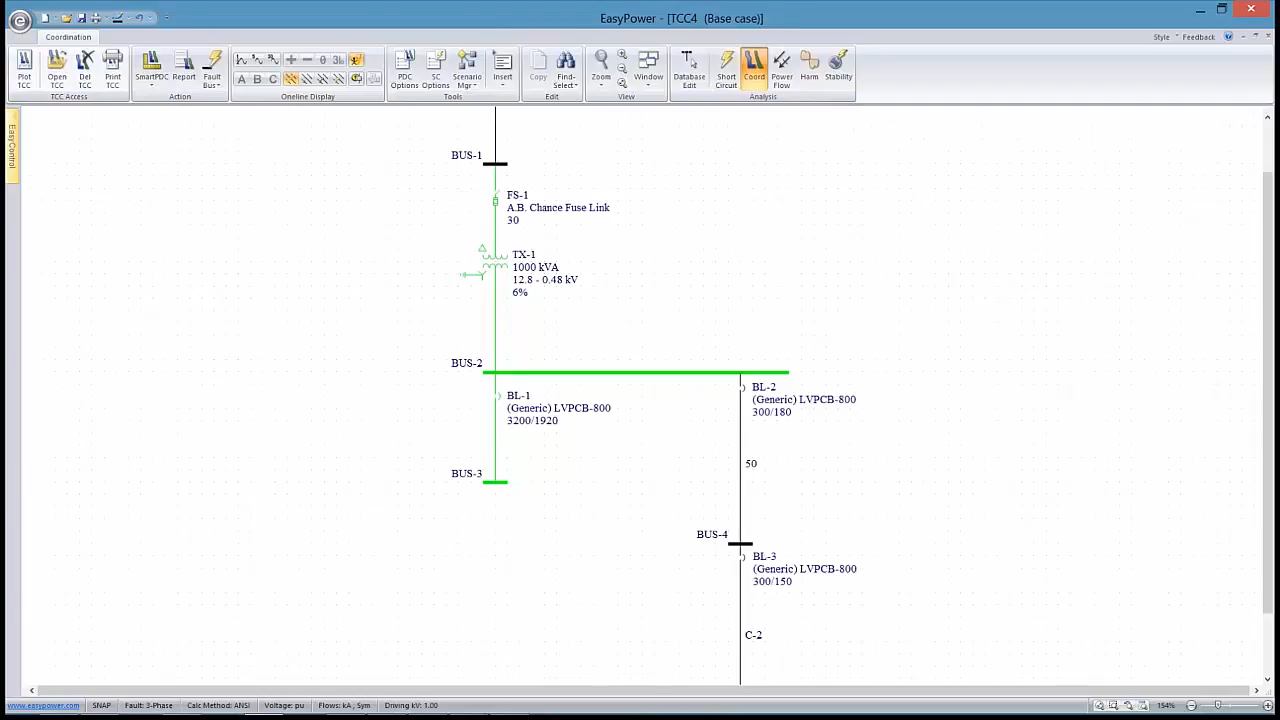 EasyPower - [TCC4 (Base case)]
Coordination
Style
Feedback
Plot TCC
Open TCC
Del TCC
Print TCC
SmartPDC
Report
Fault Bus
PDC Options
SC Options
Scenario Mgr
Insert
Copy
Find-Select
Zoom
Window
Database Edit
Short Circuit
Coord
Power Flow
Harm
Stability
A B C
TCC Access
Action
Oneline Display
Tools
Edit
View
Analysis
EasyControl
BUS-1
FS-1
A.B. Chance Fuse Link
30
TX-1
1000 kVA
12.8 - 0.48 kV
6%
BUS-2
BL-1
(Generic) LVPCB-800
3200/1920
BUS-3
BL-2
(Generic) LVPCB-800
300/180
50
BUS-4
BL-3
(Generic) LVPCB-800
300/150
C-2
www.easypower.com
SNAP
Fault: 3-Phase
Calc Method: ANSI
Voltage: pu
Flows: kA , Sym
Driving kV: 1.00
154%